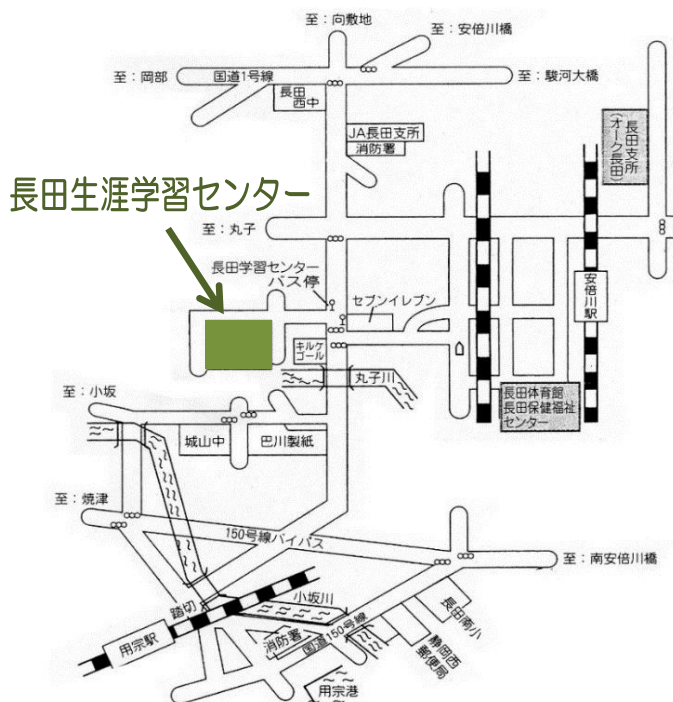 至：向敷地
至：安倍川橋
至：岡部
国道1号線
至：駿河大橋
長田
西中
JA長田支所
消防署
長田支所
(オーク長田)
長田生涯学習センター
至：丸子
長田学習センター
バス停
セブンイレブン
安倍川駅
キルケ
ゴール
丸子川
至：小坂
長田体育館
長田保健福祉
センター
城山中
巴川製紙
至：焼津
150号線バイパス
至：南安倍川橋
踏切
小坂川
長田南小
用宗駅
消防署
国道150号線
静岡西
郵便局
用宗港